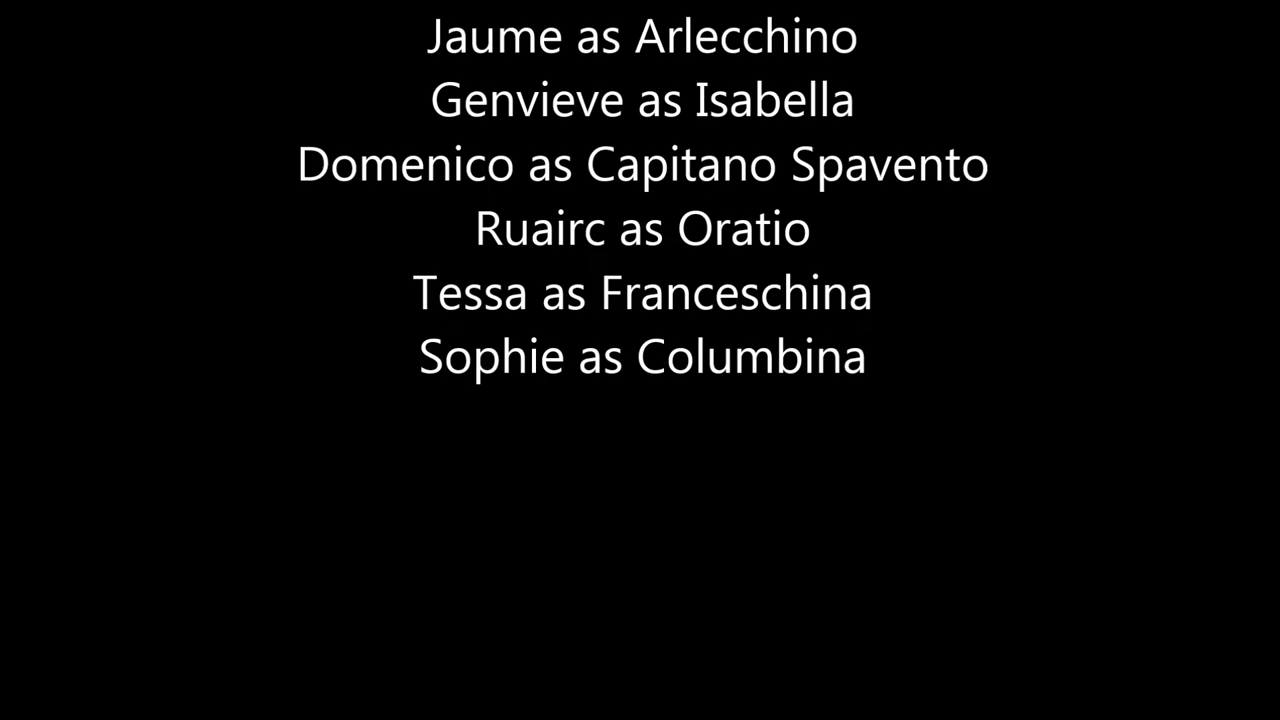 Jaume as Arlecchino
Genvieve as Isabella
Domenico as Capitano Spavento
Ruairc as Oratio
Tessa as Franceschina
Sophie as Columbina